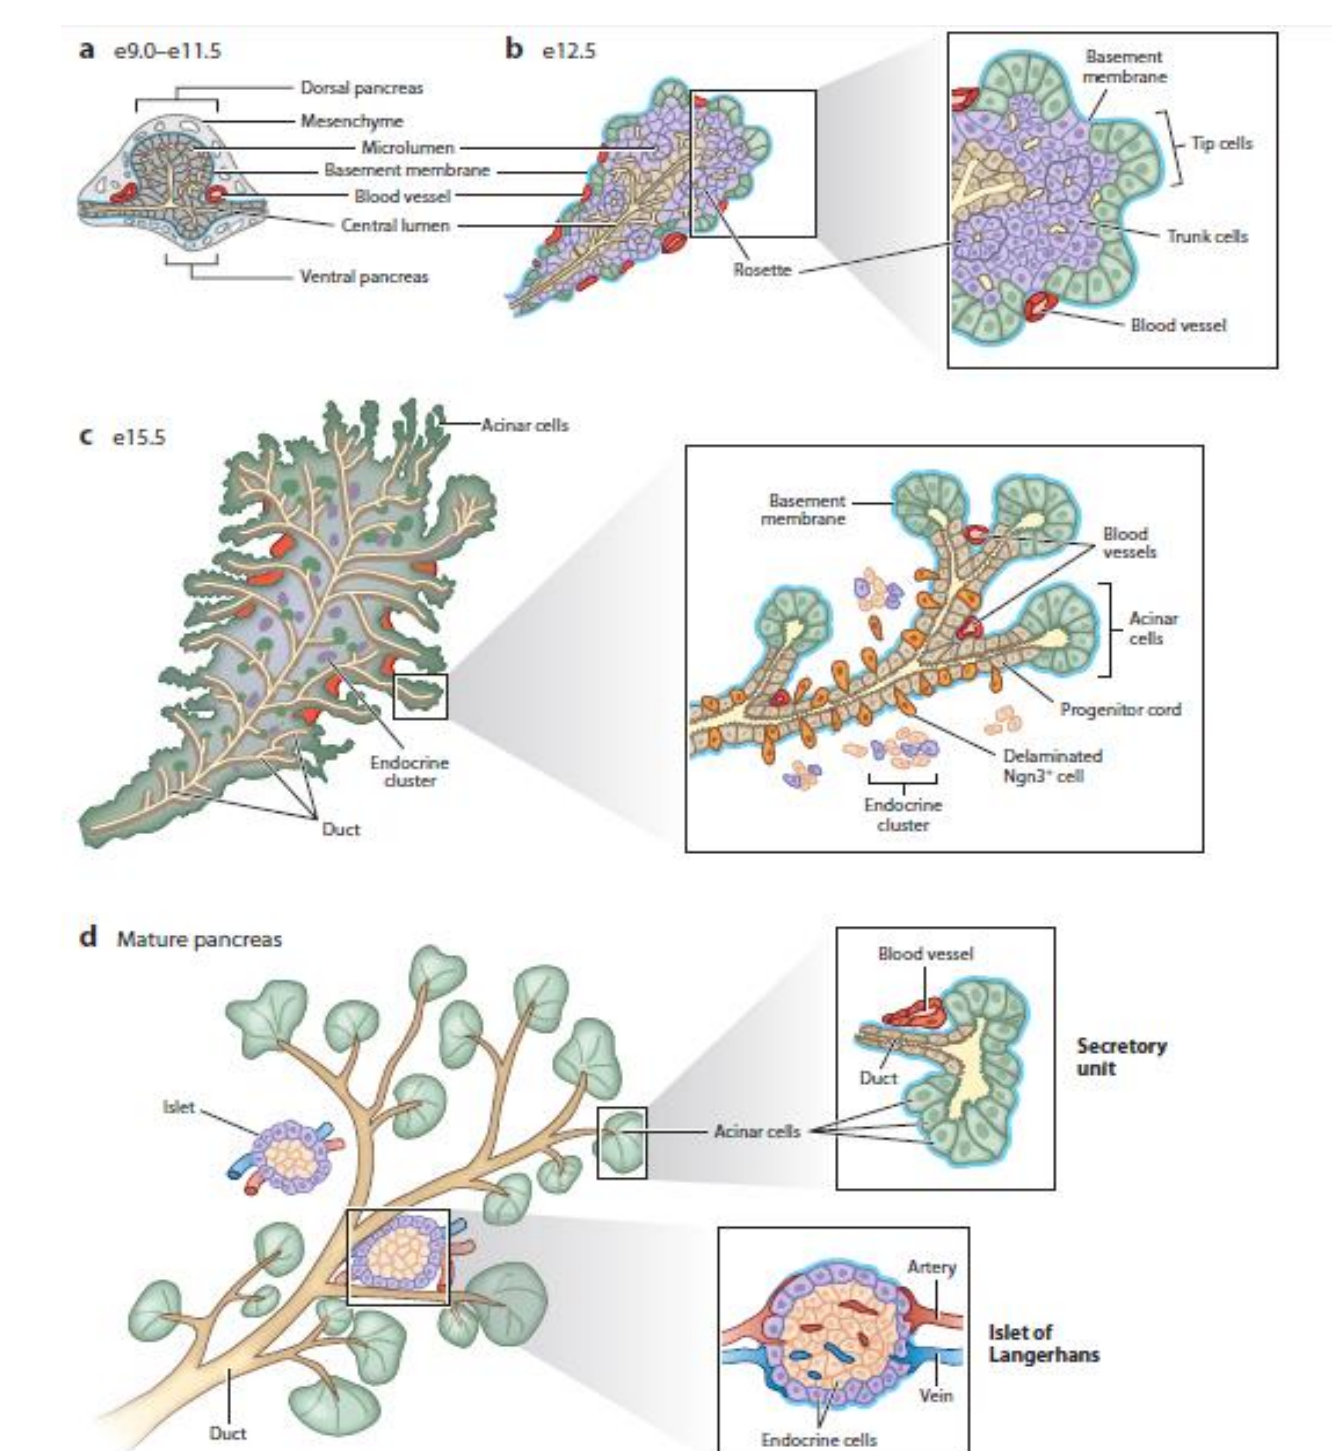 a e9.0–e11.5
Dorsal pancreas
Mesenchyme
Microlumen
Basement membrane
Blood vessel
Central lumen
Ventral pancreas
b e12.5
Rosette
Basement
membrane
Tip cells
Trunk cells
Blood vessel
c e15.5
Acinar cells
Endocrine
cluster
Duct
Basement
membrane
Blood
vessels
Acinar
cells
Progenitor cord
Delaminated
Ngn3⁺ cell
Endocrine
cluster
d Mature pancreas
Islet
Duct
Acinar cells
Blood vessel
Duct
Secretory
unit
Artery
Vein
Endocrine cells
Islet of
Langerhans